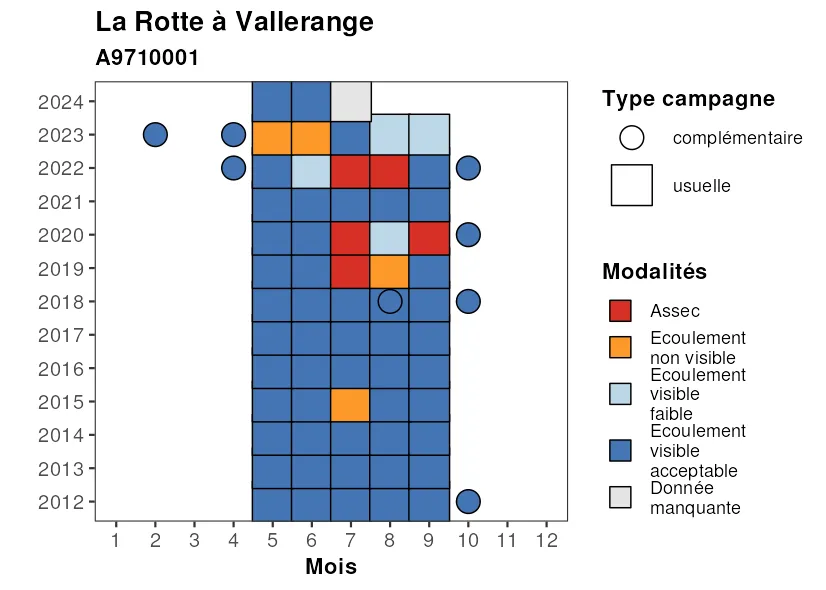 La Rotte à Vallerange
A9710001
2024
2023
2022
2021
2020
2019
2018
2017
2016
2015
2014
2013
2012
1 2 3 4 5 6 7 8 9 10 11 12
Mois
Type campagne
complémentaire
usuelle
Modalités
Assec
Ecoulement
non visible
Ecoulement
visible
faible
Ecoulement
visible
acceptable
Donnée
manquante